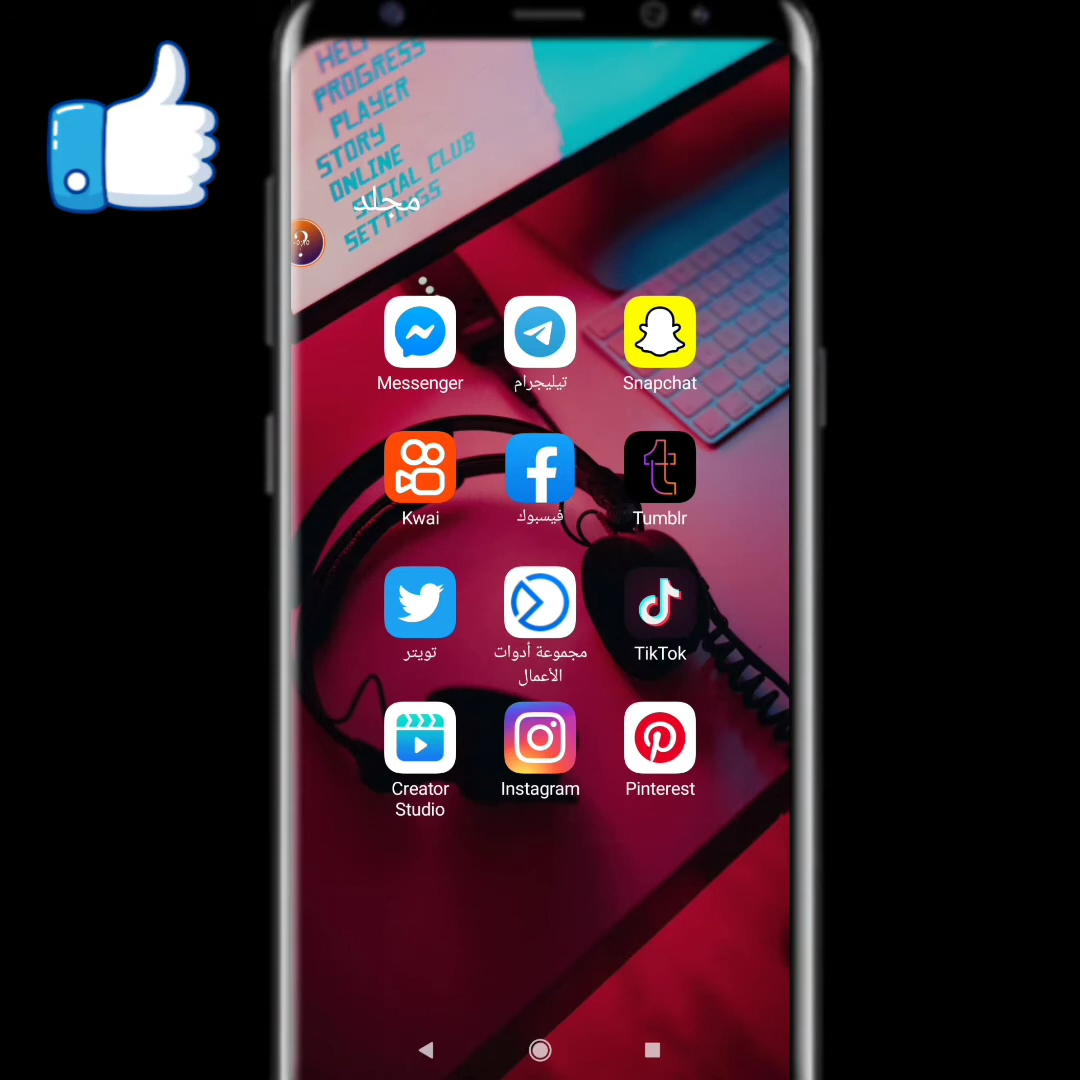 HELP
PROGRESS
PLAYER
STORY
ONLINE
SOCIAL CLUB
SETTINGS
مجلد
Messenger
تيليجرام
Snapchat
Kwai
فيسبوك
Tumblr
تويتر
مجموعة أدوات
الأعمال
TikTok
Creator
Studio
Instagram
Pinterest